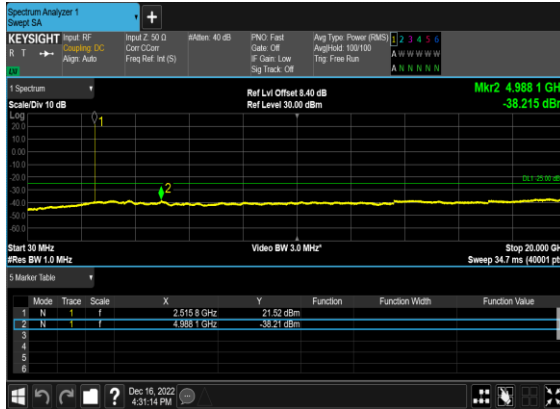 Spectrum Analyzer 1
Swept SA
+
KEYSIGHT
R T
LU
Input: RF
Coupling: DC
Align: Auto
Input Z: 50 Ω
Corr CCorr
Freq Ref: Int (S)
#Atten: 40 dB
PNO: Fast
Gate: Off
IF Gain: Low
Sig Track: Off
Avg Type: Power (RMS)
Avg|Hold: 100/100
Trig: Free Run
1 2 3 4 5 6
A W W W W W
A N N N N N
1 Spectrum
Scale/Div 10 dB
Ref Lvl Offset 8.40 dB
Ref Level 30.00 dBm
Mkr2 4.988 1 GH
-38.215 dB
Log
20.0
10.0
0.00
-10.0
-20.0
-30.0
-40.0
-50.0
-60.0
1
2
DL1 -25.00 dB
Start 30 MHz
#Res BW 1.0 MHz
Video BW 3.0 MHz*
Stop 20.000 GH
Sweep 34.7 ms (40001 pt
5 Marker Table
Mode Trace Scale X Y Function Function Width Function Value
1 N 1 f 2.515 8 GHz 21.52 dBm
2 N 1 f 4.988 1 GHz -38.21 dBm
3
4
5
6
?
Dec 16, 2022
4:31:14 PM